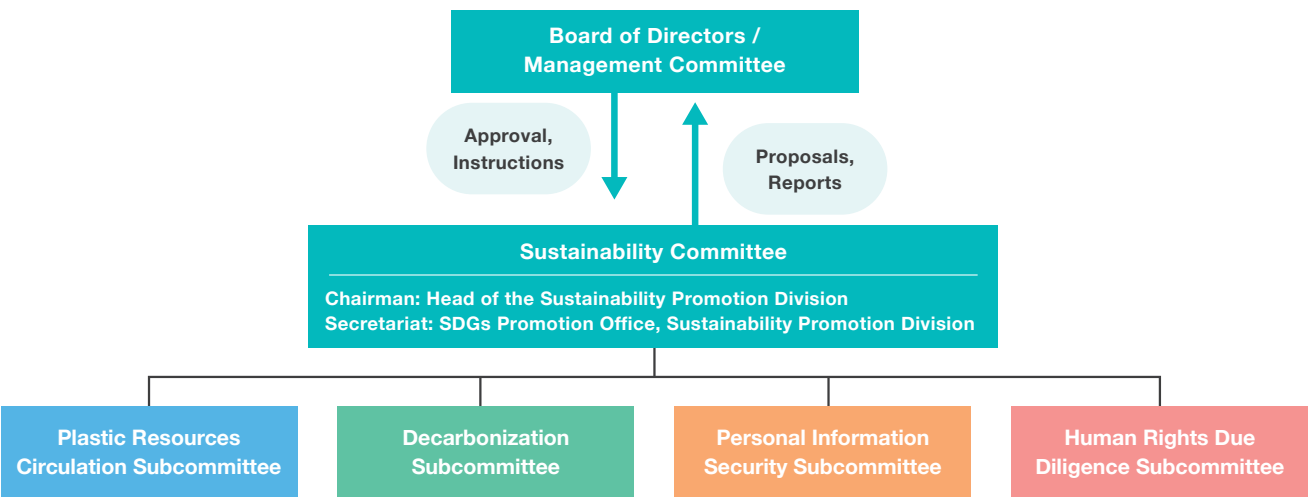 Board of Directors /
Management Committee
Approval,
Instructions
Proposals,
Reports
Sustainability Committee
Chairman: Head of the Sustainability Promotion Division
Secretariat: SDGs Promotion Office, Sustainability Promotion Division
Plastic Resources
Circulation Subcommittee
Decarbonization
Subcommittee
Personal Information
Security Subcommittee
Human Rights Due
Diligence Subcommittee